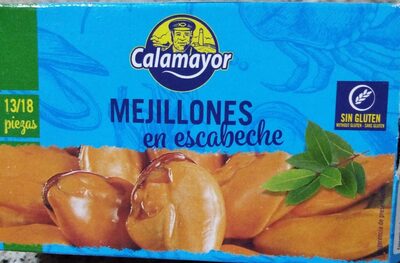 Calamayor
13/18
piezas
MEJILLONES
en escabeche
SIN GLUTEN
WITHOUT GLUTEN · SANS GLUTEN